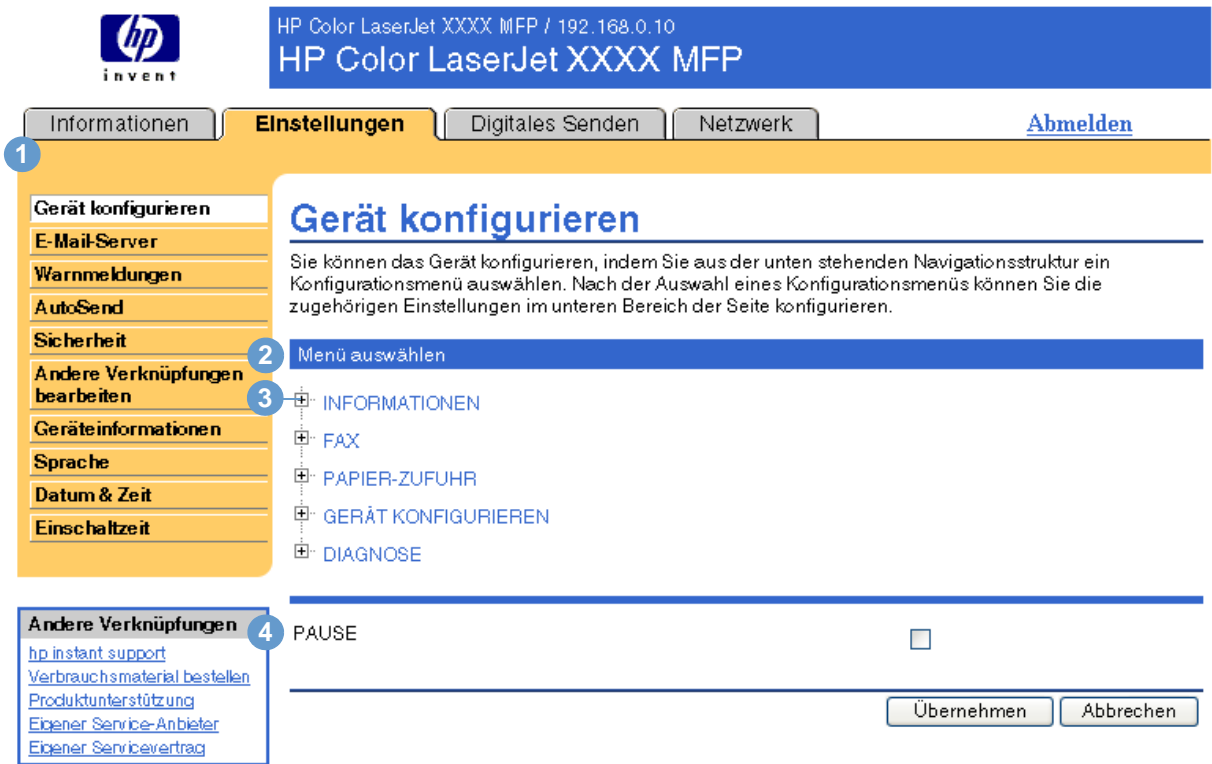 hp
invent
HP Color LaserJet XXXX MFP / 192.168.0.10
HP Color LaserJet XXXX MFP
Informationen
Einstellungen
Digitales Senden
Netzwerk
Abmelden
1
Gerät konfigurieren
E-Mail-Server
Warnmeldungen
AutoSend
Sicherheit
Andere Verknüpfungen
bearbeiten
Geräteinformationen
Sprache
Datum & Zeit
Einschaltzeit
Gerät konfigurieren
Sie können das Gerät konfigurieren, indem Sie aus der unten stehenden Navigationsstruktur ein
Konfigurationsmenü auswählen. Nach der Auswahl eines Konfigurationsmenüs können Sie die
zugehörigen Einstellungen im unteren Bereich der Seite konfigurieren.
2
Menü auswählen
3
INFORMATIONEN
FAX
PAPIER-ZUFUHR
GERÄT KONFIGURIEREN
DIAGNOSE
Andere Verknüpfungen
hp instant support
Verbrauchsmaterial bestellen
Produktunterstützung
Eigener Service-Anbieter
Eigener Servicevertrag
4
PAUSE
Übernehmen
Abbrechen